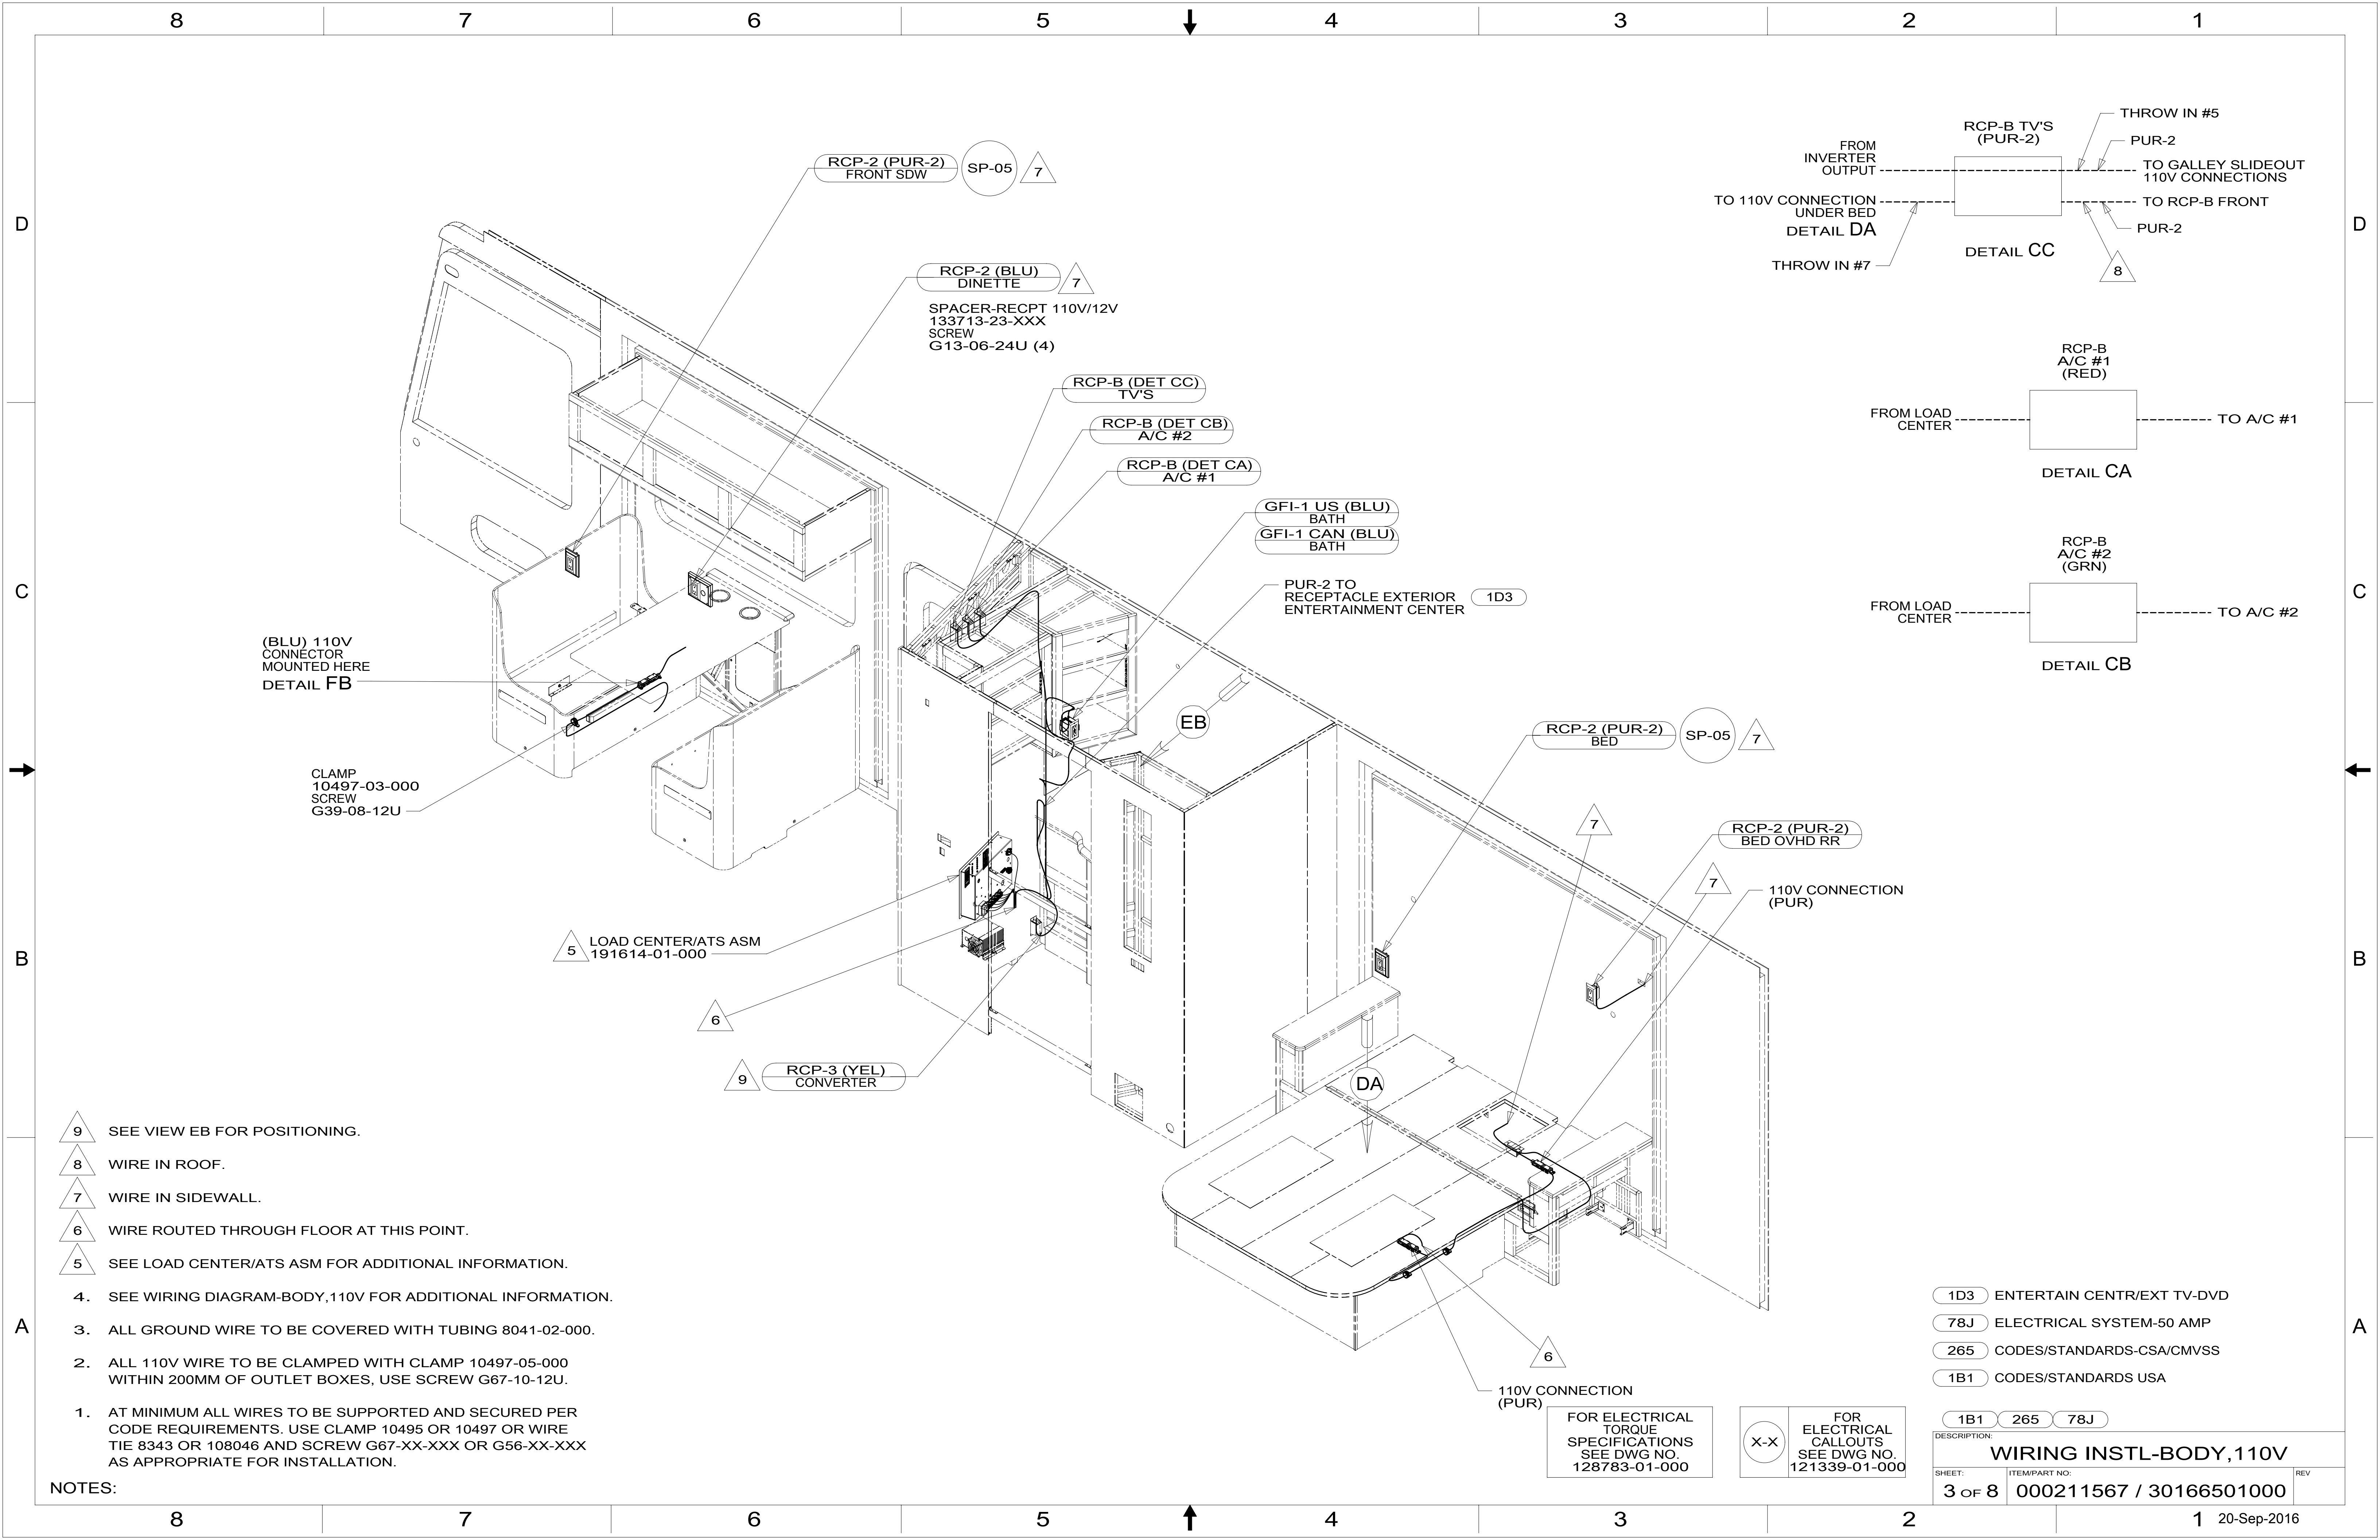 8 7 6 5 4 3 2 1
D
D
C
C
B
B
A
A
RCP-2 (PUR-2)
FRONT SDW
SP-05
7
RCP-2 (BLU)
DINETTE
7
SPACER-RECPT 110V/12V
133713-23-XXX
SCREW
G13-06-24U (4)
RCP-B (DET CC)
TV'S
RCP-B (DET CB)
A/C #2
RCP-B (DET CA)
A/C #1
GFI-1 US (BLU)
BATH
GFI-1 CAN (BLU)
BATH
PUR-2 TO
RECEPTACLE EXTERIOR
ENTERTAINMENT CENTER
1D3
RCP-B TV'S
(PUR-2)
FROM
INVERTER
OUTPUT
TO 110V CONNECTION
UNDER BED
DETAIL DA
THROW IN #7
THROW IN #5
PUR-2
TO GALLEY SLIDEOUT
110V CONNECTIONS
TO RCP-B FRONT
PUR-2
8
DETAIL CC
RCP-B
A/C #1
(RED)
FROM LOAD
CENTER
TO A/C #1
DETAIL CA
RCP-B
A/C #2
(GRN)
FROM LOAD
CENTER
TO A/C #2
DETAIL CB
(BLU) 110V
CONNECTOR
MOUNTED HERE
DETAIL FB
CLAMP
10497-03-000
SCREW
G39-08-12U
EB
RCP-2 (PUR-2)
BED
SP-05
7
7
RCP-2 (PUR-2)
BED OVHD RR
7
110V CONNECTION
(PUR)
5
LOAD CENTER/ATS ASM
191614-01-000
6
9
RCP-3 (YEL)
CONVERTER
DA
6
110V CONNECTION
(PUR)
9 SEE VIEW EB FOR POSITIONING.
8 WIRE IN ROOF.
7 WIRE IN SIDEWALL.
6 WIRE ROUTED THROUGH FLOOR AT THIS POINT.
5 SEE LOAD CENTER/ATS ASM FOR ADDITIONAL INFORMATION.
4. SEE WIRING DIAGRAM-BODY,110V FOR ADDITIONAL INFORMATION.
3. ALL GROUND WIRE TO BE COVERED WITH TUBING 8041-02-000.
2. ALL 110V WIRE TO BE CLAMPED WITH CLAMP 10497-05-000
WITHIN 200MM OF OUTLET BOXES, USE SCREW G67-10-12U.
1. AT MINIMUM ALL WIRES TO BE SUPPORTED AND SECURED PER
CODE REQUIREMENTS. USE CLAMP 10495 OR 10497 OR WIRE
TIE 8343 OR 108046 AND SCREW G67-XX-XXX OR G56-XX-XXX
AS APPROPRIATE FOR INSTALLATION.
NOTES:
FOR ELECTRICAL
TORQUE
SPECIFICATIONS
SEE DWG NO.
128783-01-000
X-X
FOR
ELECTRICAL
CALLOUTS
SEE DWG NO.
121339-01-000
1D3 ENTERTAIN CENTR/EXT TV-DVD
78J ELECTRICAL SYSTEM-50 AMP
265 CODES/STANDARDS-CSA/CMVSS
1B1 CODES/STANDARDS USA
1B1 265 78J
DESCRIPTION:
WIRING INSTL-BODY,110V
SHEET:
3 OF 8
ITEM/PART NO:
000211567 / 30166501000
REV
8 7 6 5 4 3 2 1
20-Sep-2016